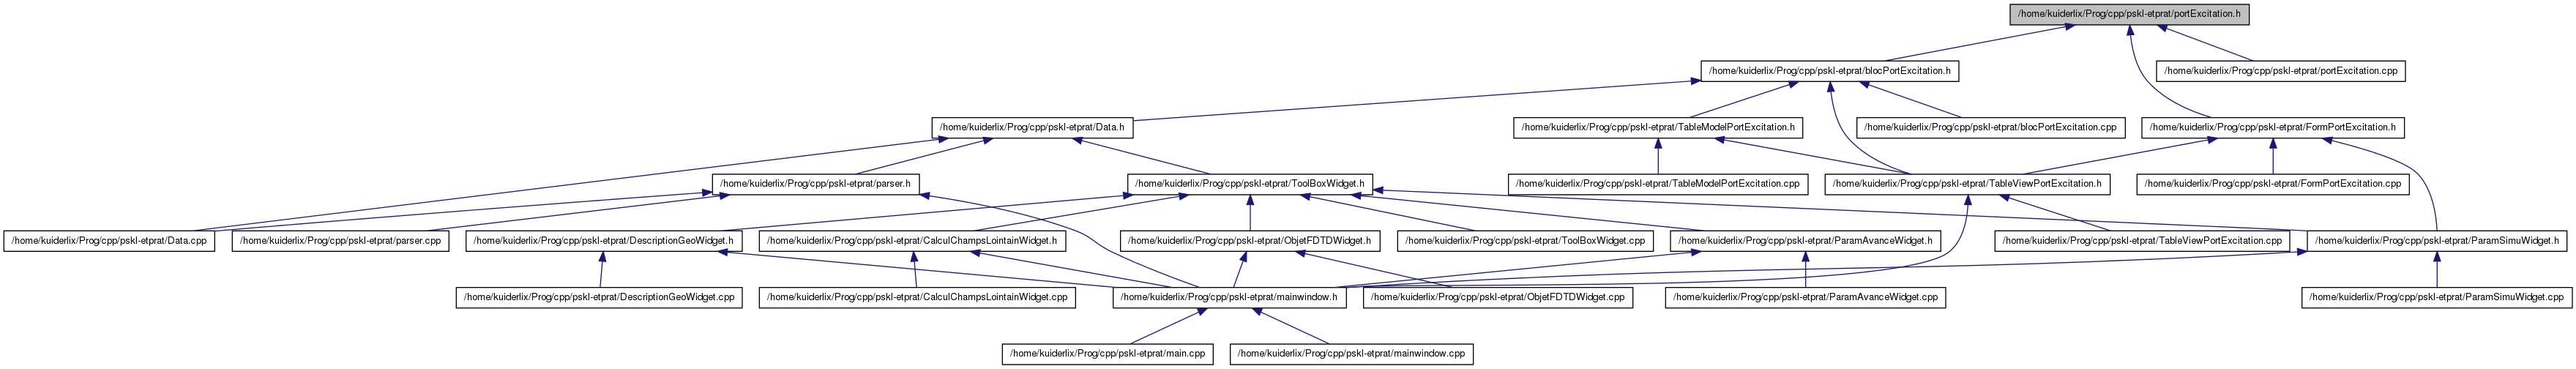 /home/kuiderlix/Prog/cpp/pskl-etprat/portExcitation.h
/home/kuiderlix/Prog/cpp/pskl-etprat/blocPortExcitation.h
/home/kuiderlix/Prog/cpp/pskl-etprat/portExcitation.cpp
/home/kuiderlix/Prog/cpp/pskl-etprat/Data.h
/home/kuiderlix/Prog/cpp/pskl-etprat/TableModelPortExcitation.h
/home/kuiderlix/Prog/cpp/pskl-etprat/blocPortExcitation.cpp
/home/kuiderlix/Prog/cpp/pskl-etprat/FormPortExcitation.h
/home/kuiderlix/Prog/cpp/pskl-etprat/parser.h
/home/kuiderlix/Prog/cpp/pskl-etprat/ToolBoxWidget.h
/home/kuiderlix/Prog/cpp/pskl-etprat/TableModelPortExcitation.cpp
/home/kuiderlix/Prog/cpp/pskl-etprat/TableViewPortExcitation.h
/home/kuiderlix/Prog/cpp/pskl-etprat/FormPortExcitation.cpp
/home/kuiderlix/Prog/cpp/pskl-etprat/Data.cpp
/home/kuiderlix/Prog/cpp/pskl-etprat/parser.cpp
/home/kuiderlix/Prog/cpp/pskl-etprat/DescriptionGeoWidget.h
/home/kuiderlix/Prog/cpp/pskl-etprat/CalculChampsLointainWidget.h
/home/kuiderlix/Prog/cpp/pskl-etprat/ObjetFDTDWidget.h
/home/kuiderlix/Prog/cpp/pskl-etprat/ToolBoxWidget.cpp
/home/kuiderlix/Prog/cpp/pskl-etprat/ParamAvanceWidget.h
/home/kuiderlix/Prog/cpp/pskl-etprat/TableViewPortExcitation.cpp
/home/kuiderlix/Prog/cpp/pskl-etprat/ParamSimuWidget.h
/home/kuiderlix/Prog/cpp/pskl-etprat/DescriptionGeoWidget.cpp
/home/kuiderlix/Prog/cpp/pskl-etprat/CalculChampsLointainWidget.cpp
/home/kuiderlix/Prog/cpp/pskl-etprat/mainwindow.h
/home/kuiderlix/Prog/cpp/pskl-etprat/ObjetFDTDWidget.cpp
/home/kuiderlix/Prog/cpp/pskl-etprat/ParamAvanceWidget.cpp
/home/kuiderlix/Prog/cpp/pskl-etprat/ParamSimuWidget.cpp
/home/kuiderlix/Prog/cpp/pskl-etprat/main.cpp
/home/kuiderlix/Prog/cpp/pskl-etprat/mainwindow.cpp